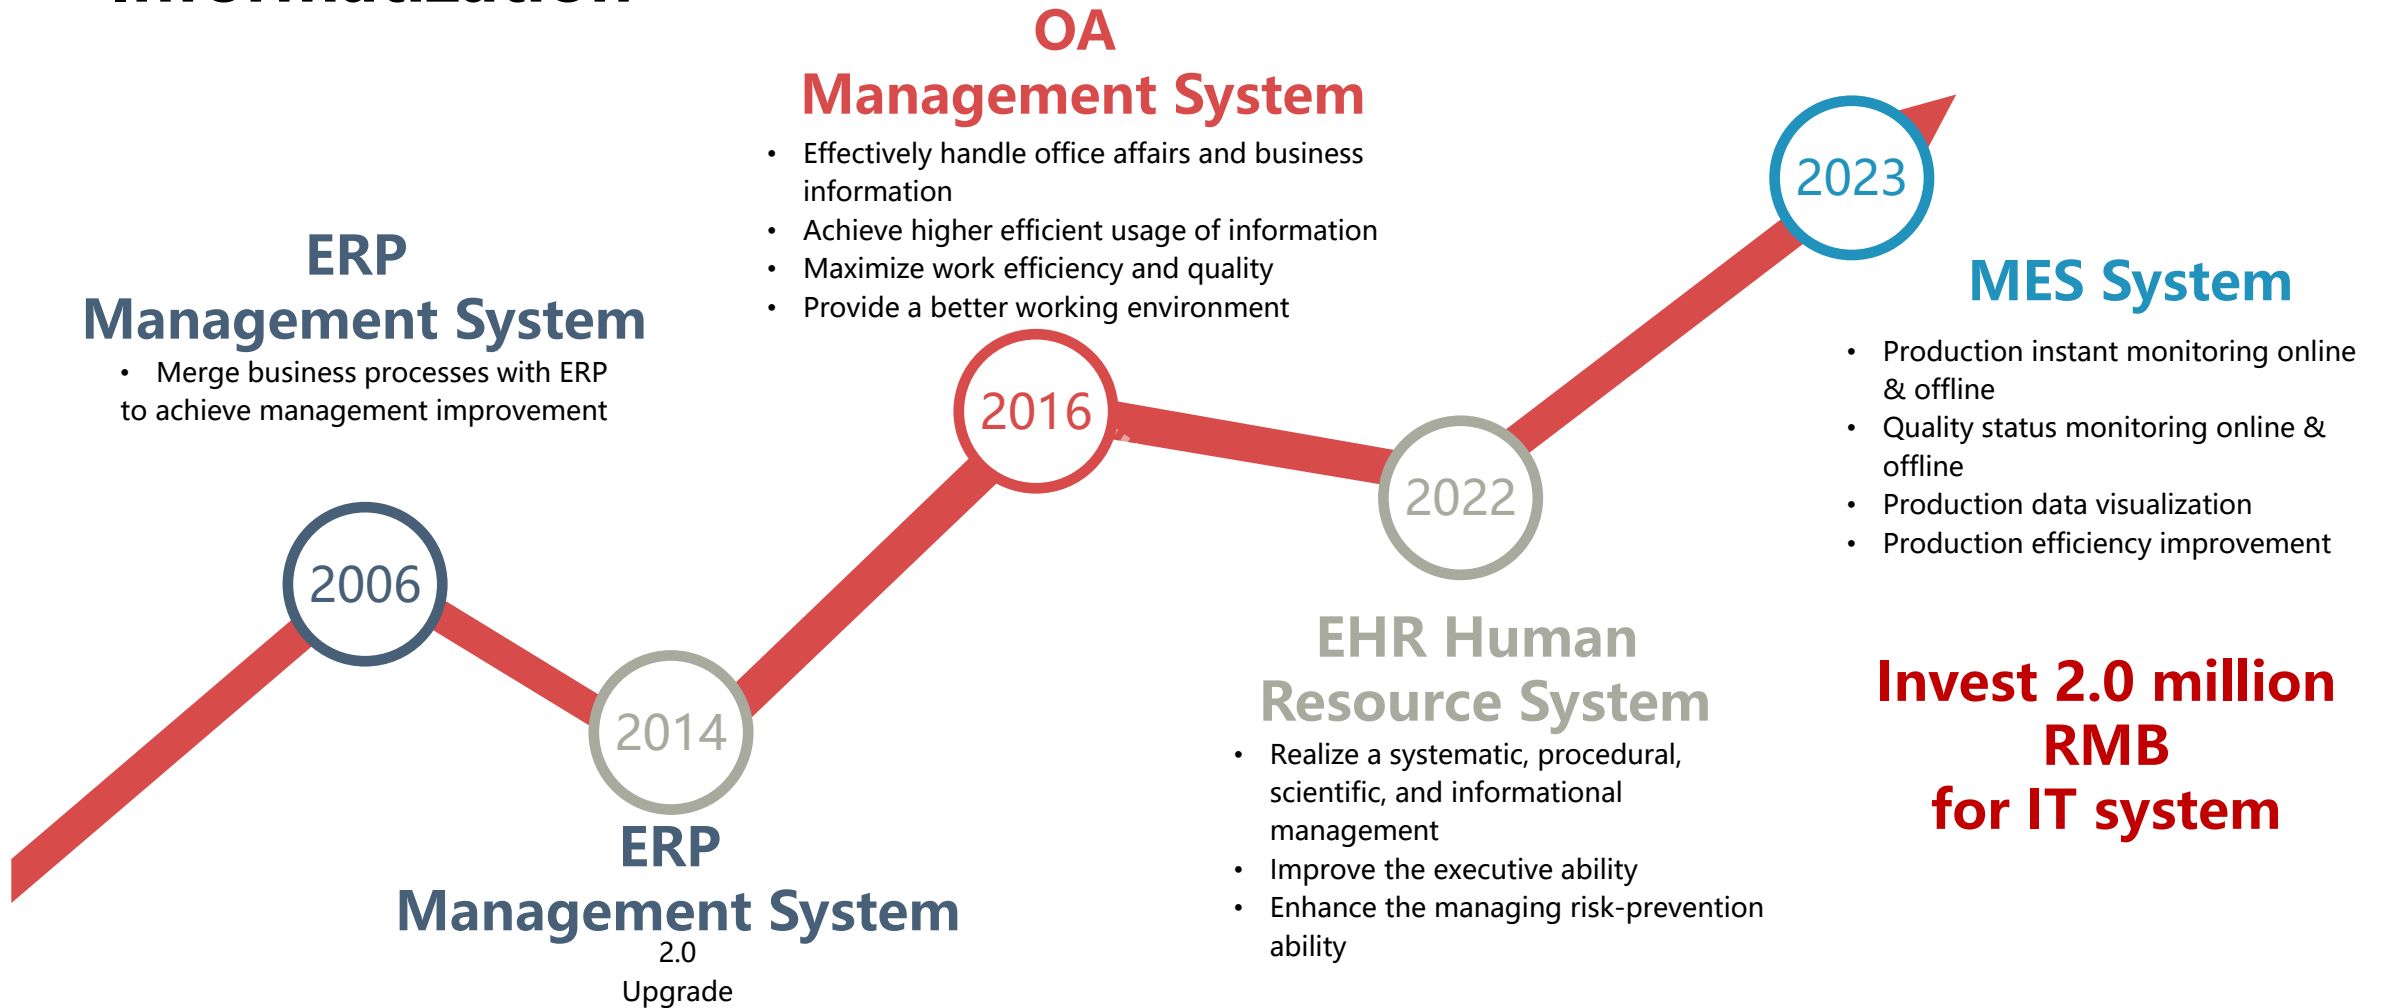 Informatization
OA
Management System
• Effectively handle office affairs and business
information
• Achieve higher efficient usage of information
• Maximize work efficiency and quality
• Provide a better working environment
ERP
Management System
• Merge business processes with ERP
to achieve management improvement
2006
2014
ERP
Management System
2.0
Upgrade
2016
2022
EHR Human
Resource System
• Realize a systematic, procedural,
scientific, and informational
management
• Improve the executive ability
• Enhance the managing risk-prevention
ability
2023
MES System
• Production instant monitoring online
& offline
• Quality status monitoring online &
offline
• Production data visualization
• Production efficiency improvement
Invest 2.0 million
RMB
for IT system